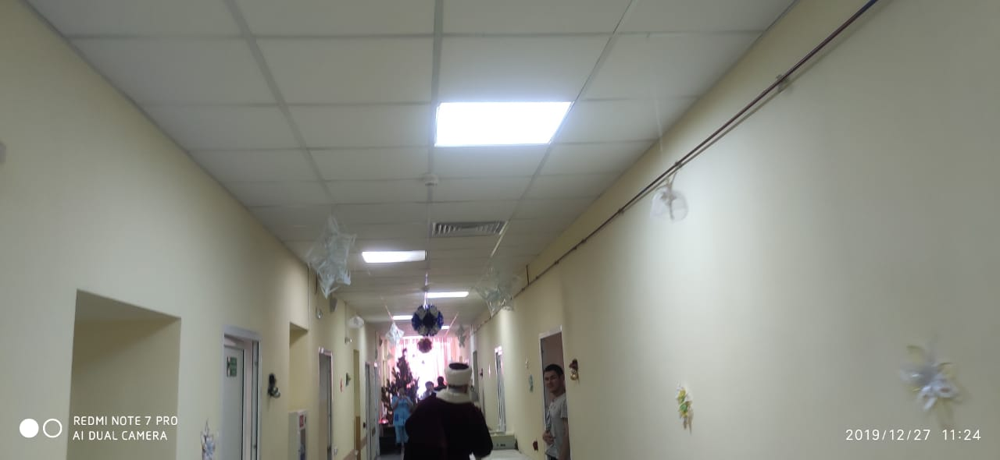 REDMI NOTE 7 PRO
AI DUAL CAMERA
2019/12/27 11:24